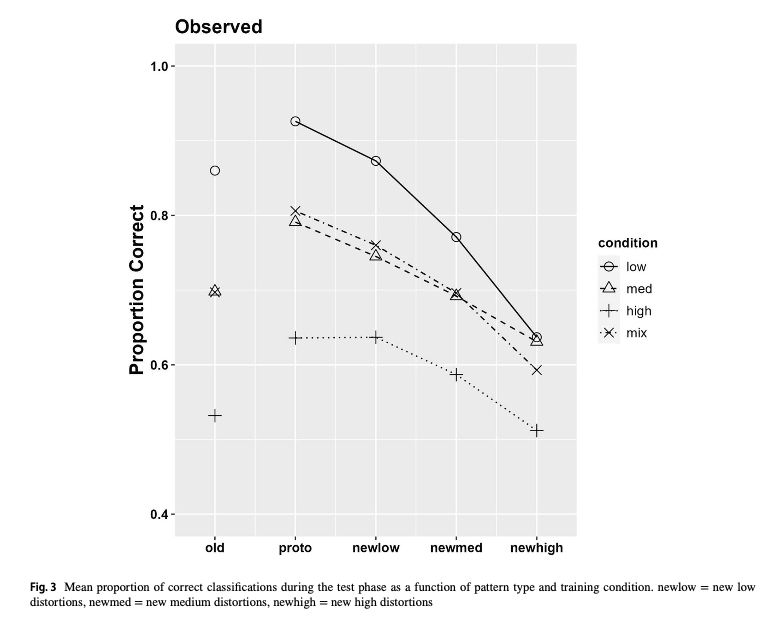 Observed
1.0
0.8
0.6
0.4
Proportion Correct
old proto newlow newmed newhigh
condition
low
med
high
mix
Fig. 3 Mean proportion of correct classifications during the test phase as a function of pattern type and training condition. newlow = new low
distortions, newmed = new medium distortions, newhigh = new high distortions